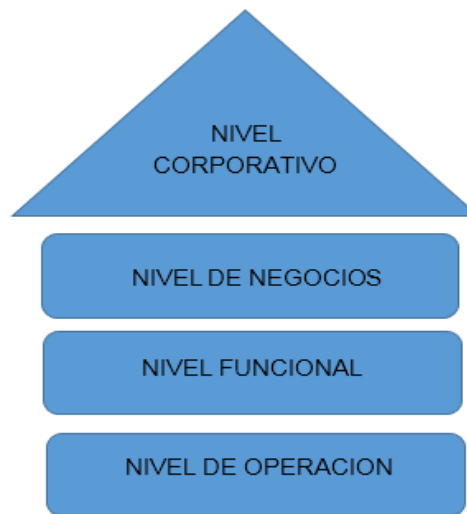 NIVEL
CORPORATIVO
NIVEL DE NEGOCIOS
NIVEL FUNCIONAL
NIVEL DE OPERACION